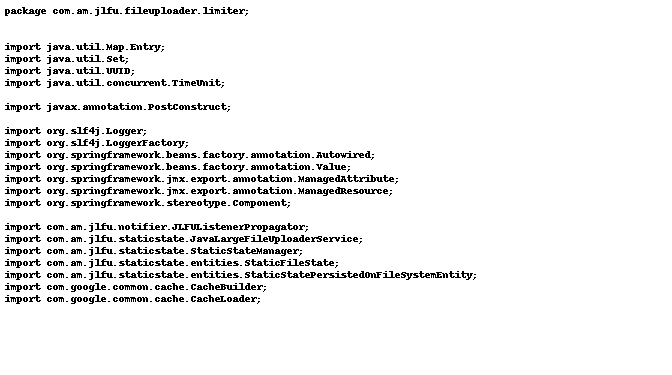 package com.am.jlfu.fileuploader.limiter;
import java.util.Map.Entry;
import java.util.Set;
import java.util.UUID;
import java.util.concurrent.TimeUnit;
import javax.annotation.PostConstruct;
import org.slf4j.Logger;
import org.slf4j.LoggerFactory;
import org.springframework.beans.factory.annotation.Autowired;
import org.springframework.beans.factory.annotation.Value;
import org.springframework.jmx.export.annotation.ManagedAttribute;
import org.springframework.jmx.export.annotation.ManagedResource;
import org.springframework.stereotype.Component;
import com.am.jlfu.notifier.JLFUListenerPropagator;
import com.am.jlfu.staticstate.JavaLargeFileUploaderService;
import com.am.jlfu.staticstate.StaticStateManager;
import com.am.jlfu.staticstate.entities.StaticFileState;
import com.am.jlfu.staticstate.entities.StaticStatePersistedOnFileSystemEntity;
import com.google.common.cache.CacheBuilder;
import com.google.common.cache.CacheLoader;